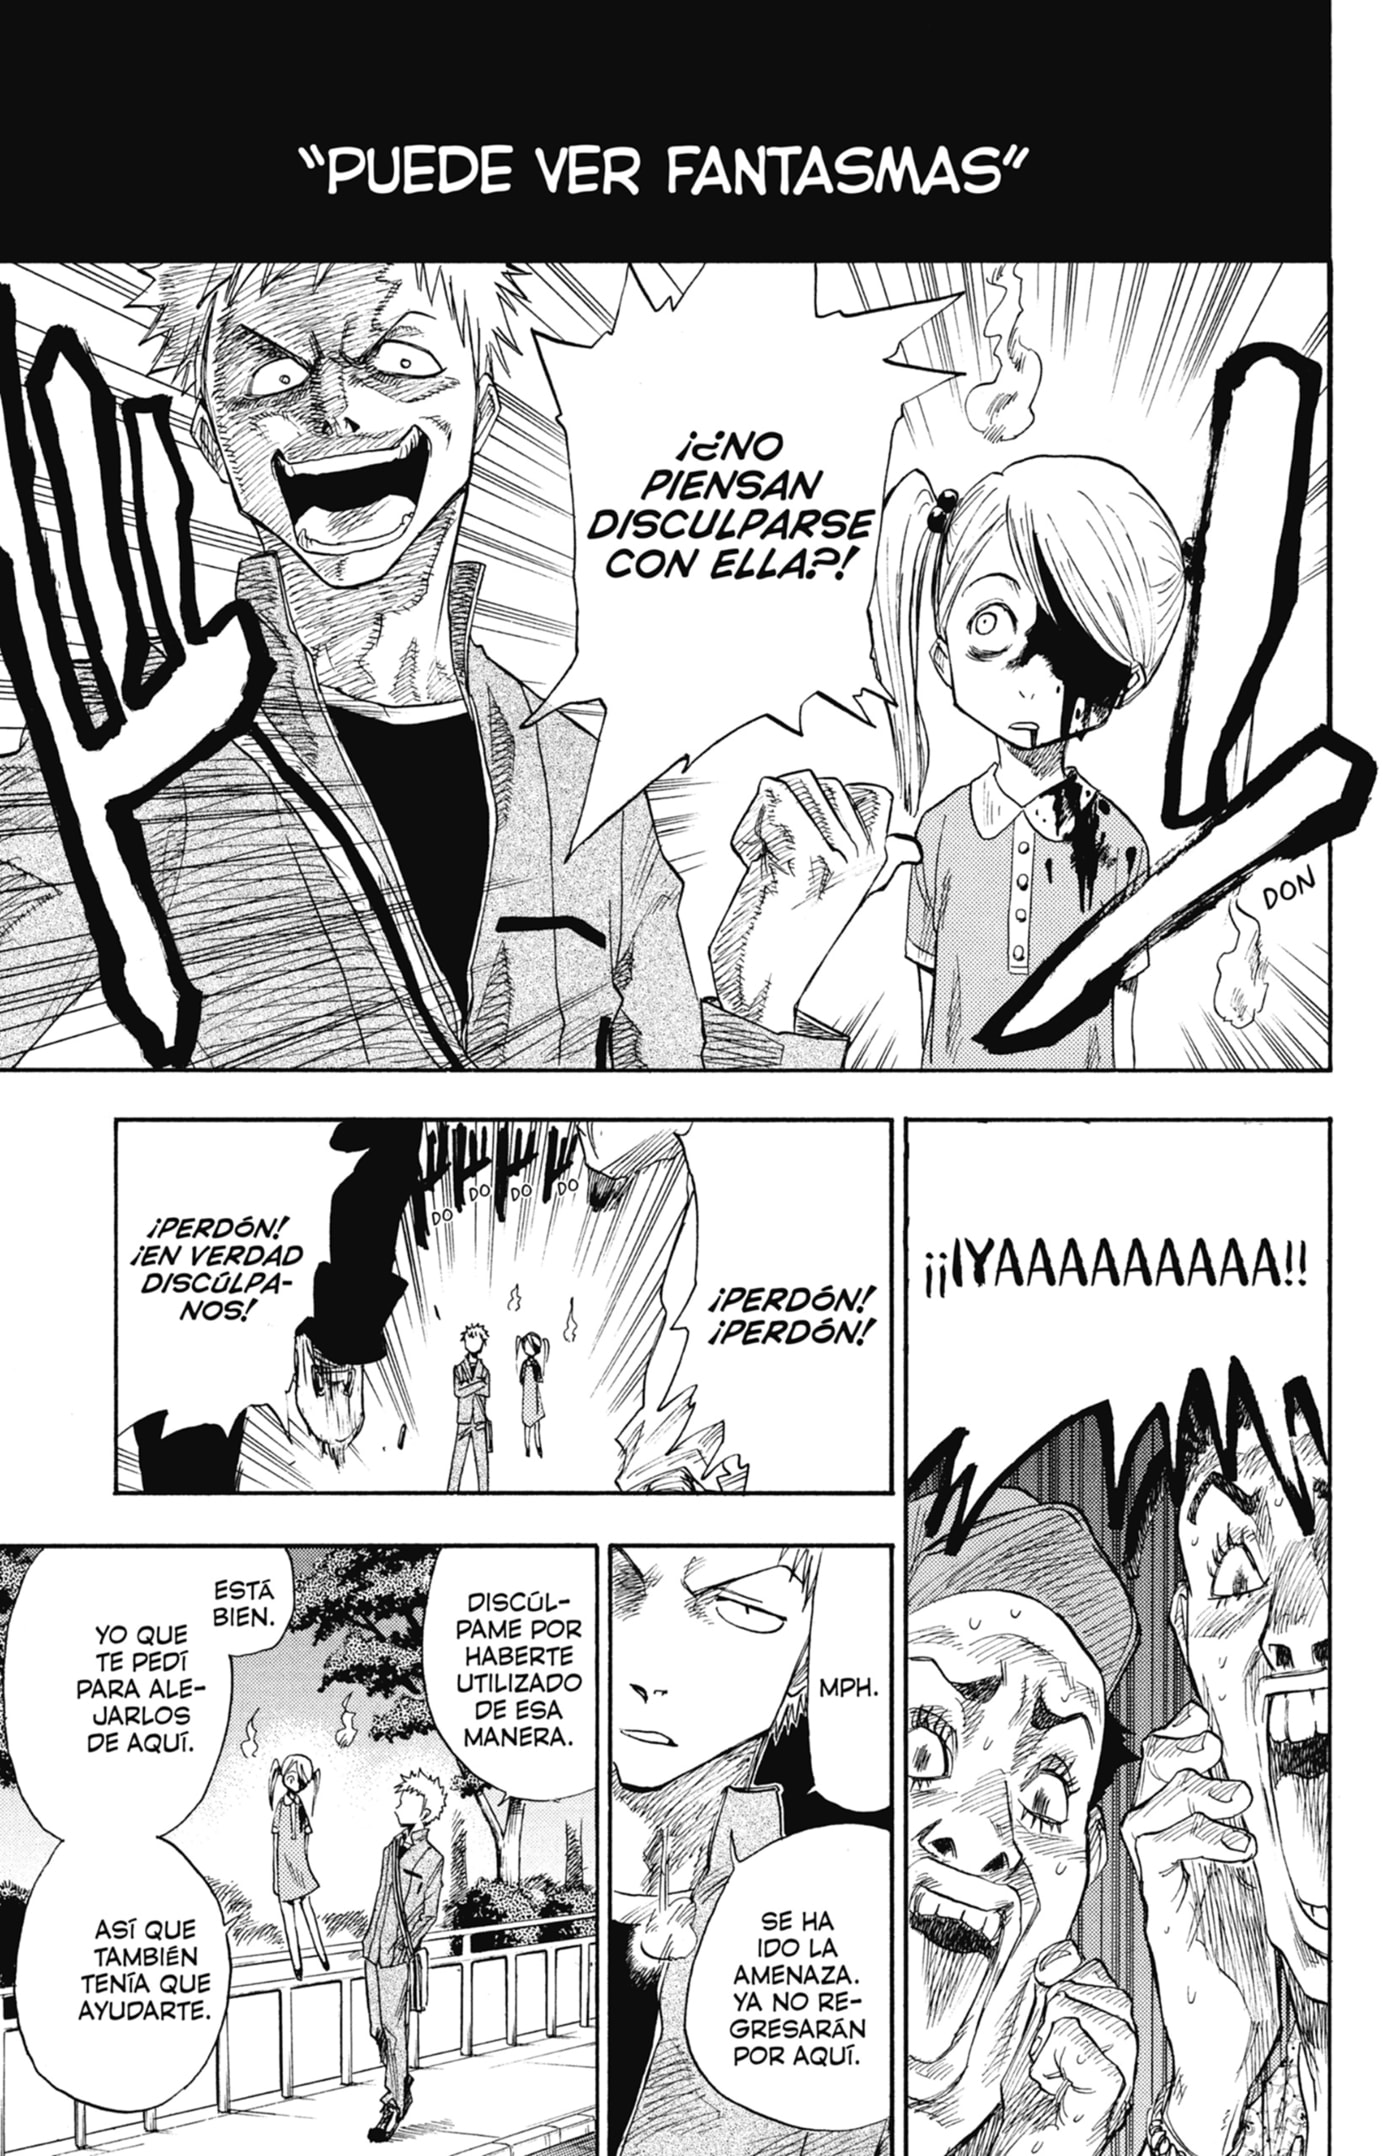 “PUEDE VER FANTASMAS”
¡¿NO
PIENSAN
DISCULPARSE
CON ELLA?!
DON
¡¡IYAAAAAAAAAA!!
¡PERDÓN!
¡PERDÓN!
DO
DO
DO
DO
¡PERDÓN!
¡EN VERDAD
DISCÚLPA-
NOS!
MPH.
SE HA
IDO LA
AMENAZA.
YA NO RE-
GRESARÁN
POR AQUÍ.
DISCÚL-
PAME POR
HABERTE
UTILIZADO
DE ESA
MANERA.
ESTÁ
BIEN.
YO QUE
TE PEDÍ
PARA ALE-
JARLOS
DE AQUÍ.
ASÍ QUE
TAMBIÉN
TENÍA QUE
AYUDARTE.